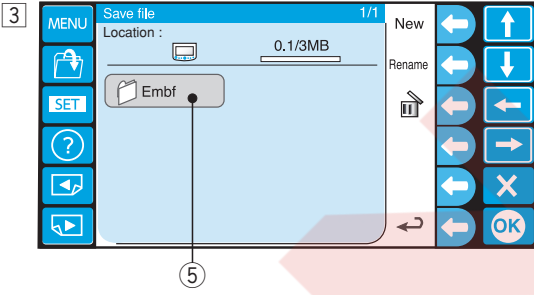 3
MENU
Save file 1/1
Location :
0.1/3MB
New
Rename
Embf
SET
?
OK
5